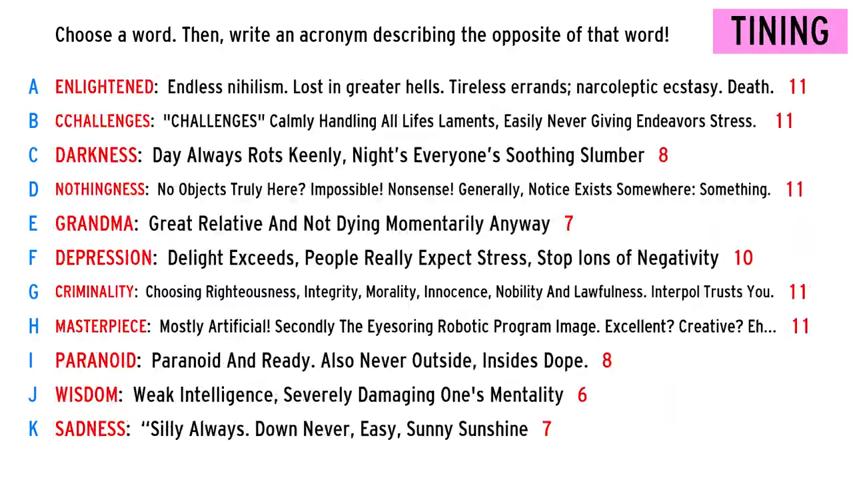 Choose a word. Then, write an acronym describing the opposite of that word!
TINING
A ENLIGHTENED: Endless nihilism. Lost in greater hells. Tireless errands; narcoleptic ecstasy. Death. 11
B CCHALLENGES: "CHALLENGES" Calmly Handling All Lifes Laments, Easily Never Giving Endeavors Stress. 11
C DARKNESS: Day Always Rots Keenly, Night's Everyone's Soothing Slumber 8
D NOTHINGNESS: No Objects Truly Here? Impossible! Nonsense! Generally, Notice Exists Somewhere: Something. 11
E GRANDMA: Great Relative And Not Dying Momentarily Anyway 7
F DEPRESSION: Delight Exceeds, People Really Expect Stress, Stop Ions of Negativity 10
G CRIMINALITY: Choosing Righteousness, Integrity, Morality, Innocence, Nobility And Lawfulness. Interpol Trusts You. 11
H MASTERPIECE: Mostly Artificial! Secondly The Eyesoring Robotic Program Image. Excellent? Creative? Eh... 11
I PARANOID: Paranoid And Ready. Also Never Outside, Insides Dope. 8
J WISDOM: Weak Intelligence, Severely Damaging One's Mentality 6
K SADNESS: “Silly Always. Down Never, Easy, Sunny Sunshine 7